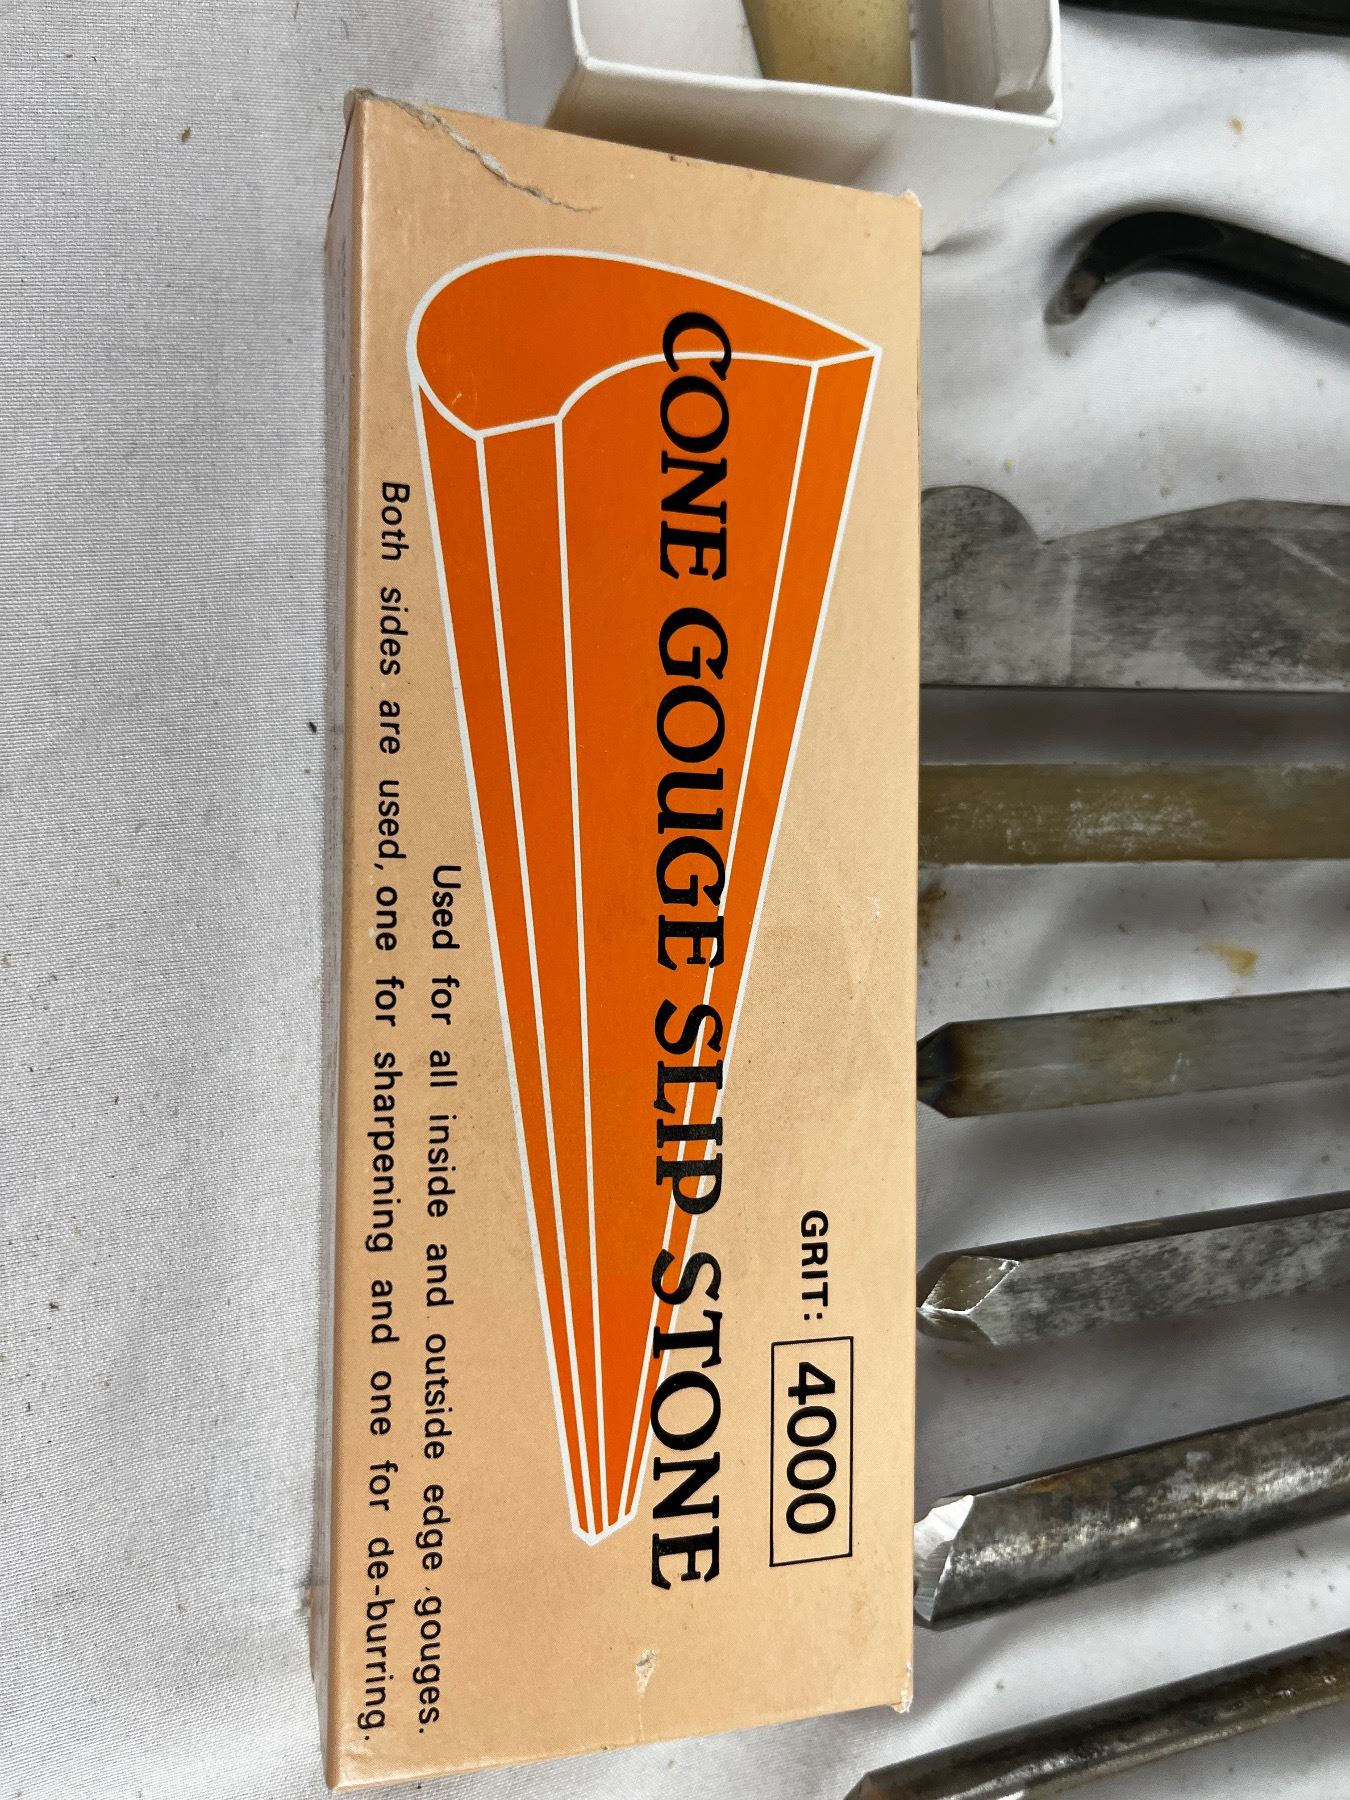 GRIT: 4000
CONE GOUGE SLIP STONE
Used for all inside and outside edge gouges.
Both sides are used, one for sharpening and one for de-burring.